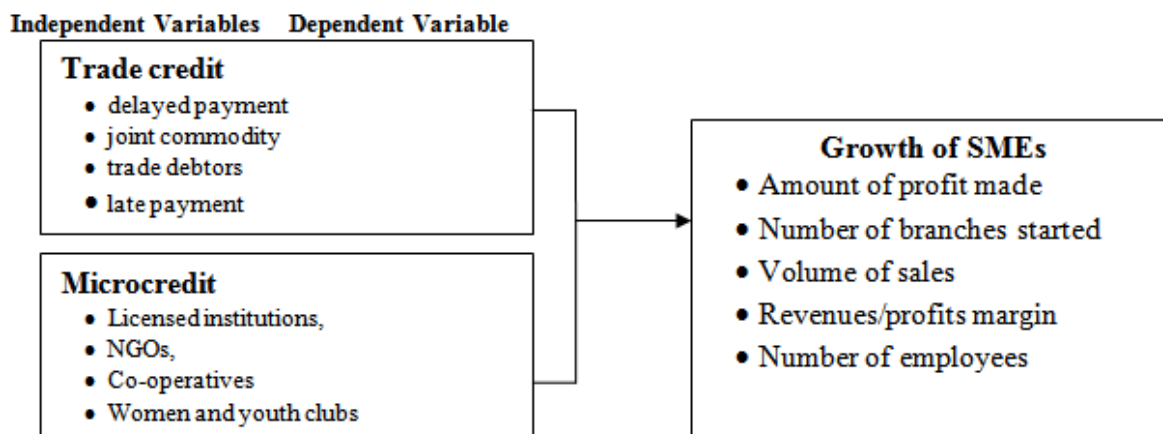 Independent Variables Dependent Variable
Trade credit
• delayed payment
• joint commodity
• trade debtors
• late payment
Microcredit
• Licensed institutions,
• NGOs,
• Co-operatives
• Women and youth clubs
Growth of SMEs
• Amount of profit made
• Number of branches started
• Volume of sales
• Revenues/profits margin
• Number of employees